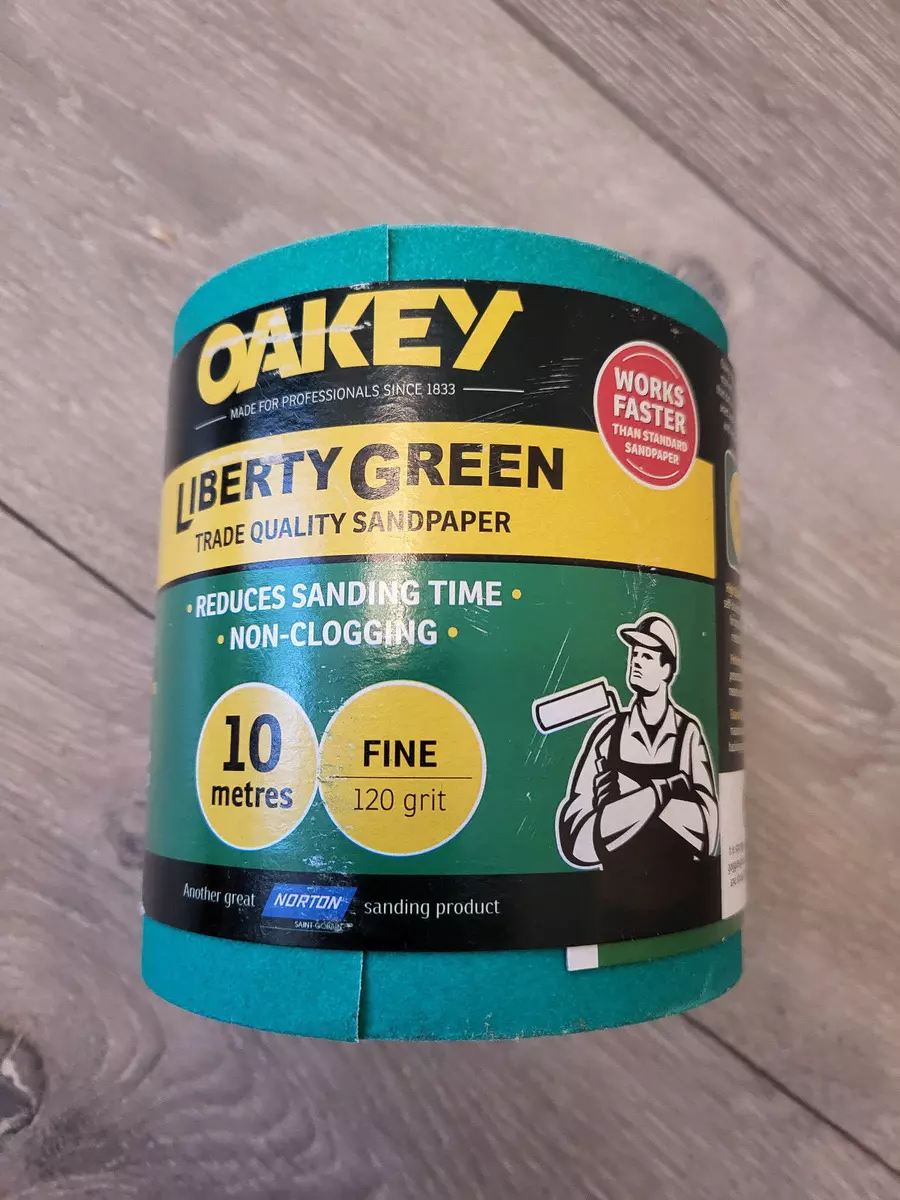 OAKEY
MADE FOR PROFESSIONALS SINCE 1833
WORKS
FASTER
THAN STANDARD
SANDPAPER
LIBERTY GREEN
TRADE QUALITY SANDPAPER
• REDUCES SANDING TIME •
• NON-CLOGGING •
10
metres
FINE
120 grit
Another great NORTON sanding product
SAINT-GOBAIN